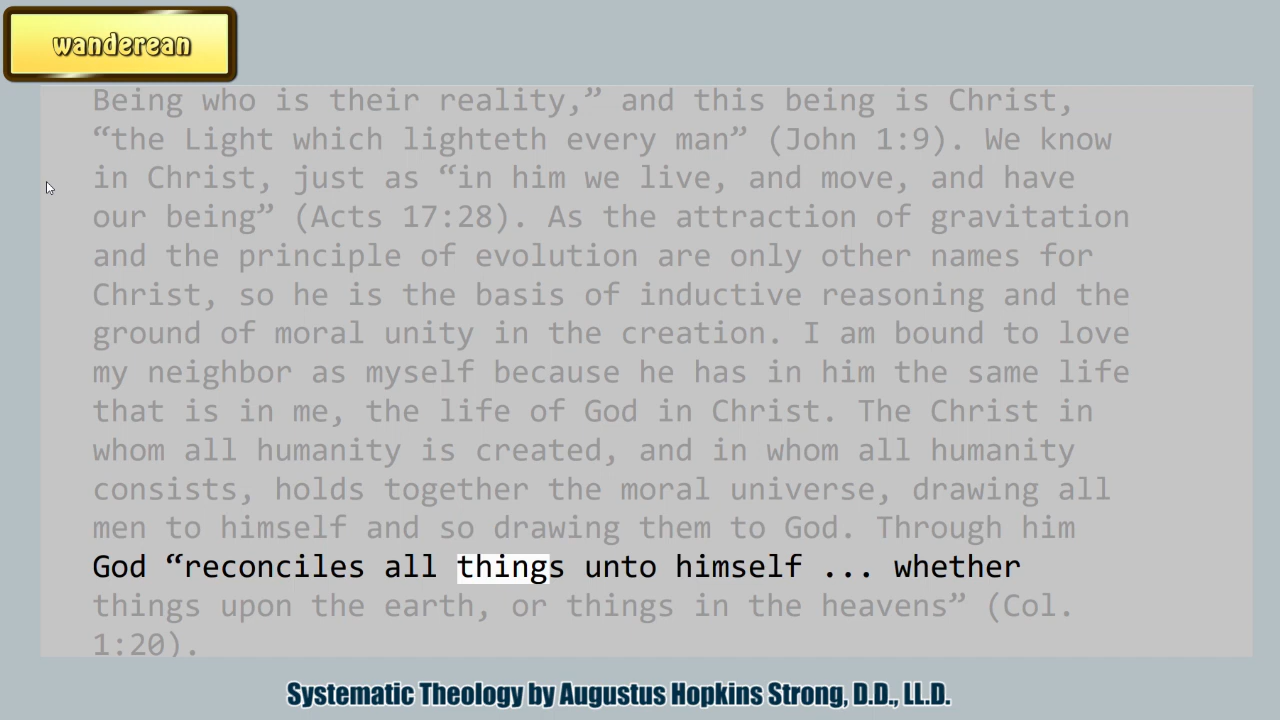 wanderean
Being who is their reality,” and this being is Christ,
“the Light which lighteth every man” (John 1:9). We know
in Christ, just as “in him we live, and move, and have
our being” (Acts 17:28). As the attraction of gravitation
and the principle of evolution are only other names for
Christ, so he is the basis of inductive reasoning and the
ground of moral unity in the creation. I am bound to love
my neighbor as myself because he has in him the same life
that is in me, the life of God in Christ. The Christ in
whom all humanity is created, and in whom all humanity
consists, holds together the moral universe, drawing all
men to himself and so drawing them to God. Through him
God “reconciles all things unto himself ... whether
things upon the earth, or things in the heavens” (Col.
1:20).
Systematic Theology by Augustus Hopkins Strong, D.D., LL.D.